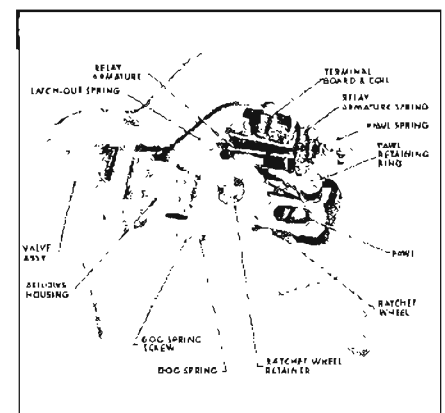 RELAY
ARMATURE
LATCH-OUT SPRING
TERMINAL
BOARD & COIL
RELAY
ARMATURE SPRING
PAWL SPRING
PAWL
RETAINING
RING
VALVE
ASSY
BELLOWS
HOUSING
PAWL
RATCHET
WHEEL
DOG SPRING
SCREW
DOG SPRING
RATCHET WHEEL
RETAINER